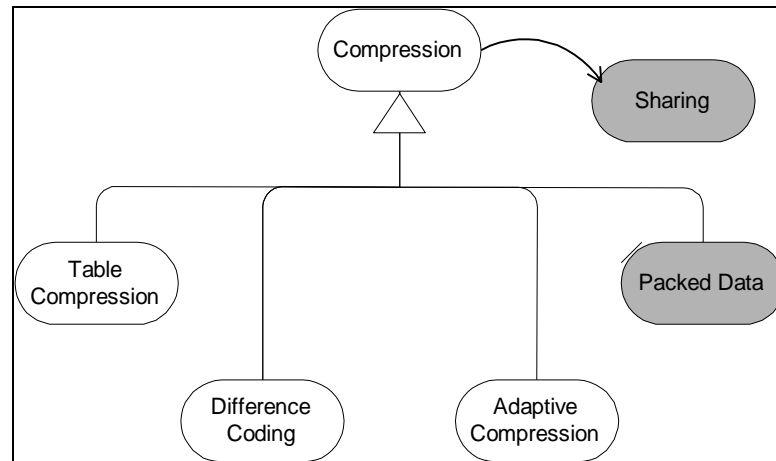 Compression
Sharing
Table
Compression
Packed Data
Difference
Coding
Adaptive
Compression